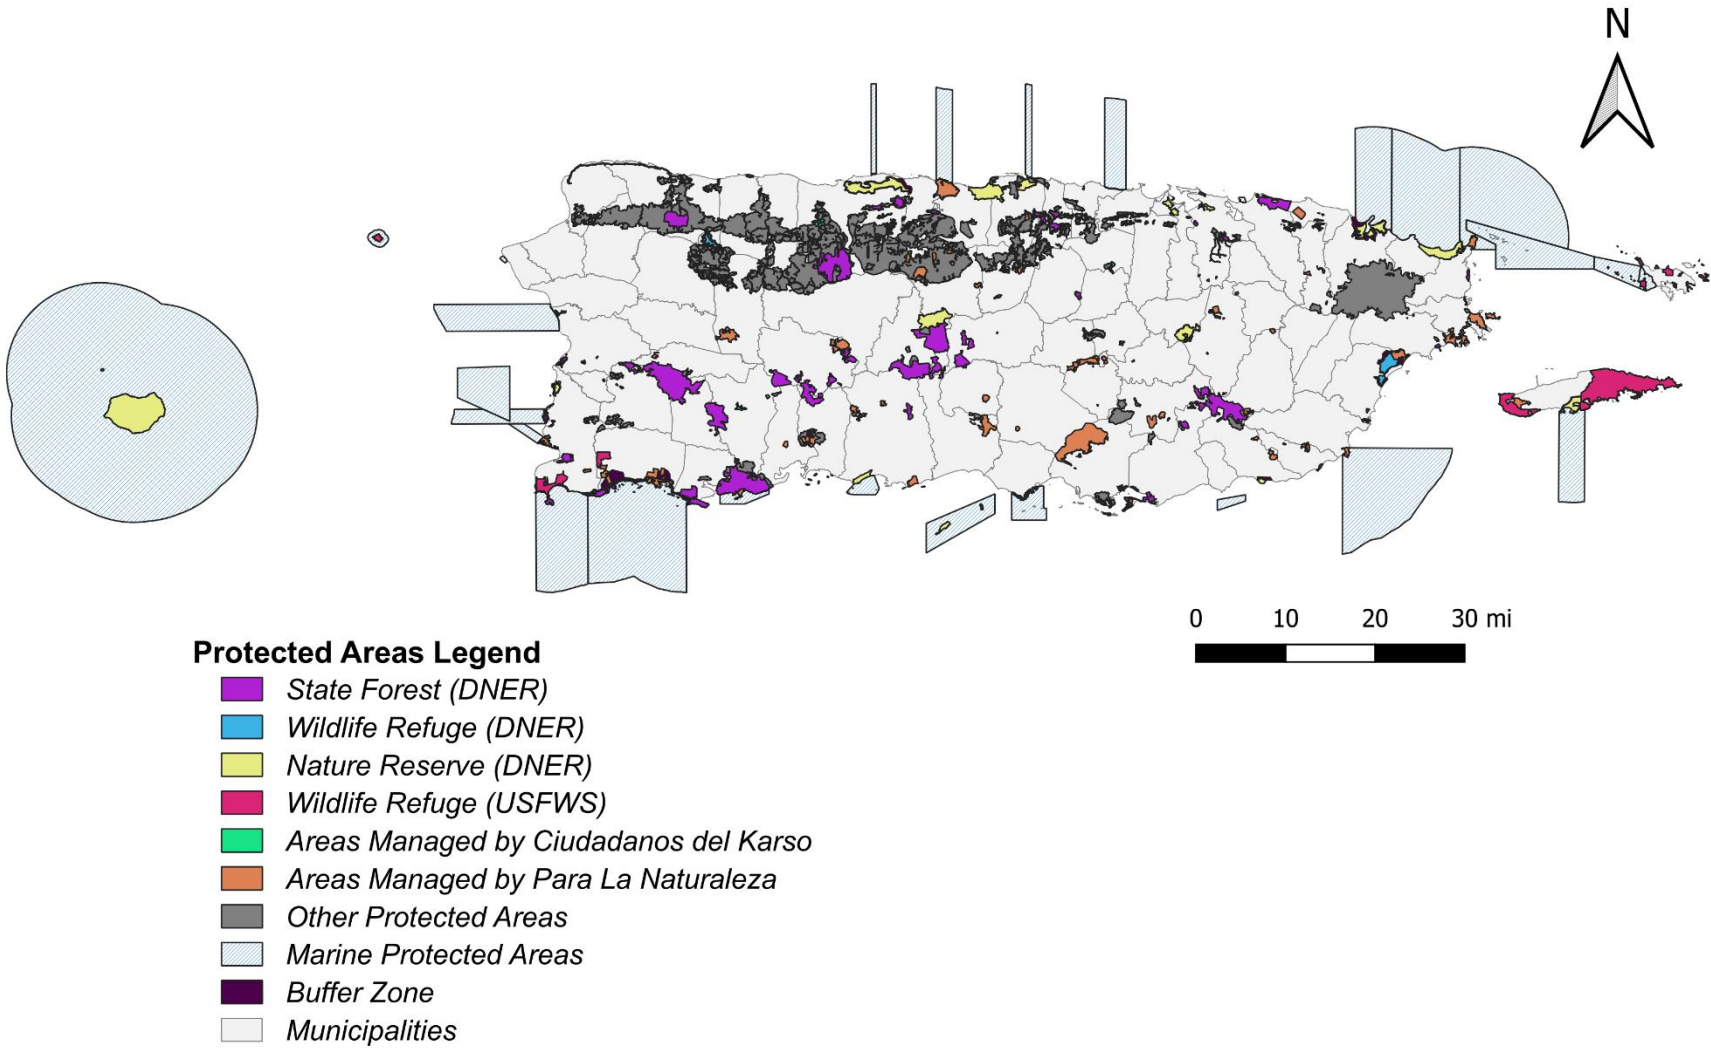 N
0 10 20 30 mi
Protected Areas Legend
State Forest (DNER)
Wildlife Refuge (DNER)
Nature Reserve (DNER)
Wildlife Refuge (USFWS)
Areas Managed by Ciudadanos del Karso
Areas Managed by Para La Naturaleza
Other Protected Areas
Marine Protected Areas
Buffer Zone
Municipalities